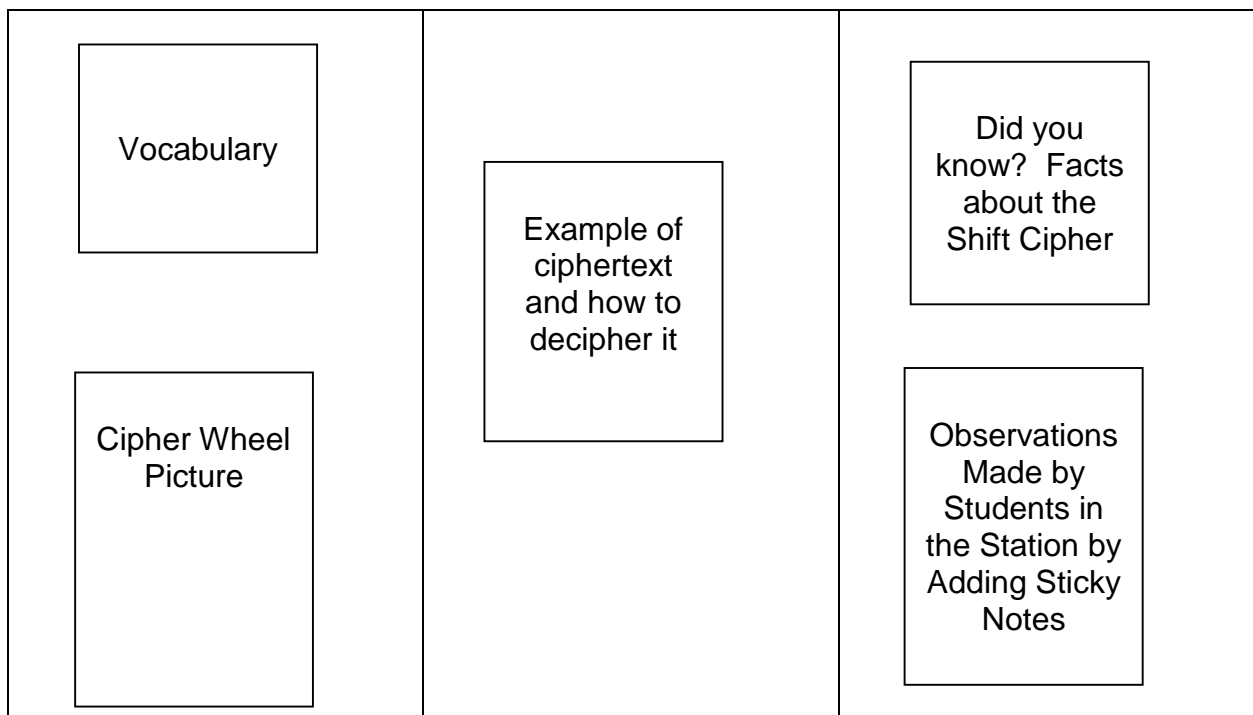 Vocabulary
Cipher Wheel
Picture
Example of
ciphertext
and how to
decipher it
Did you
know?  Facts
about the
Shift Cipher
Observations
Made by
Students in
the Station by
Adding Sticky
Notes